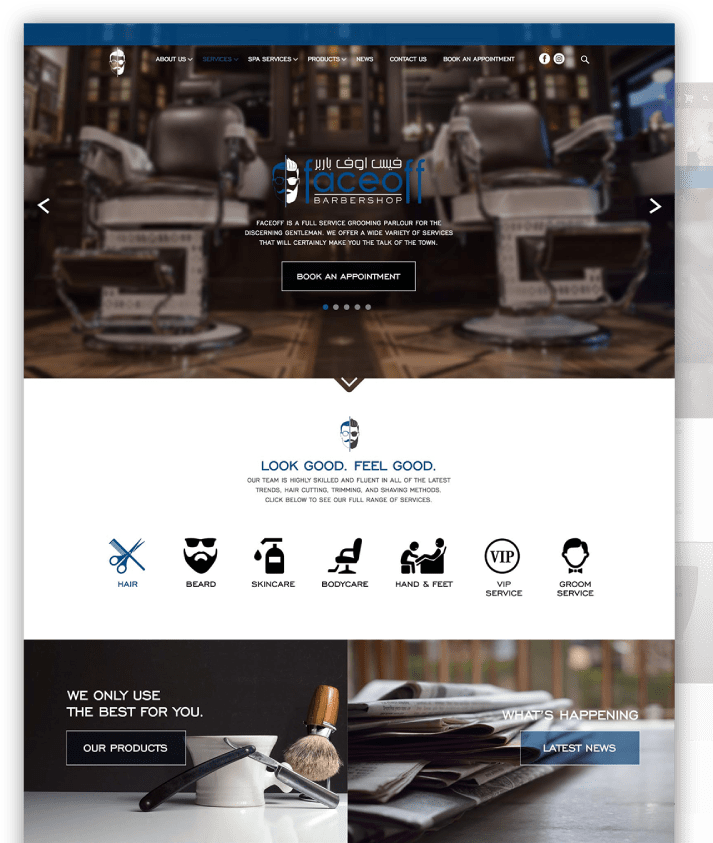 ABOUT US SERVICES SPA SERVICES PRODUCTS NEWS CONTACT US BOOK AN APPOINTMENT
فيس اوف باربر
faceoff
BARBERSHOP
FACEOFF IS A FULL SERVICE GROOMING PARLOUR FOR THE
DISCERNING GENTLEMAN. WE OFFER A WIDE VARIETY OF SERVICES
THAT WILL CERTAINLY MAKE YOU THE TALK OF THE TOWN.
BOOK AN APPOINTMENT
LOOK GOOD. FEEL GOOD.
OUR TEAM IS HIGHLY SKILLED AND FLUENT IN ALL OF THE LATEST
TRENDS, HAIR CUTTING, TRIMMING, AND SHAVING METHODS.
CLICK BELOW TO SEE OUR FULL RANGE OF SERVICES.
VIP
HAIR BEARD SKINCARE BODYCARE HAND & FEET VIP GROOM
SERVICE SERVICE
WE ONLY USE
THE BEST FOR YOU.
OUR PRODUCTS
WHAT'S HAPPENING
LATEST NEWS